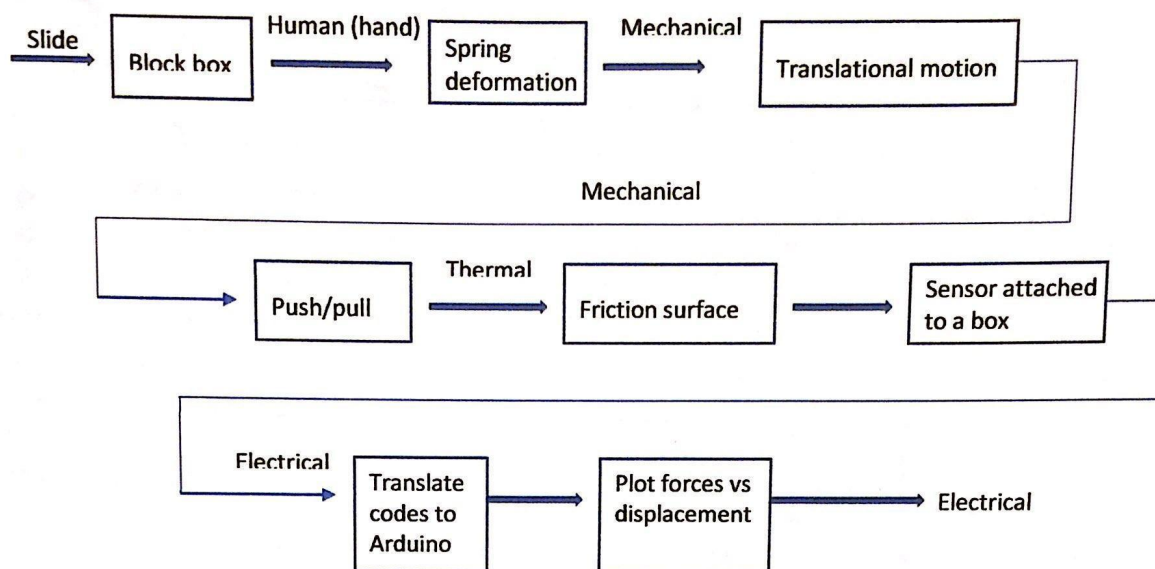 Slide
Block box
Human (hand)
Spring
deformation
Mechanical
Translational motion
Mechanical
Push/pull
Thermal
Friction surface
Sensor attached
to a box
Electrical
Translate
codes to
Arduino
Plot forces vs
displacement
Electrical